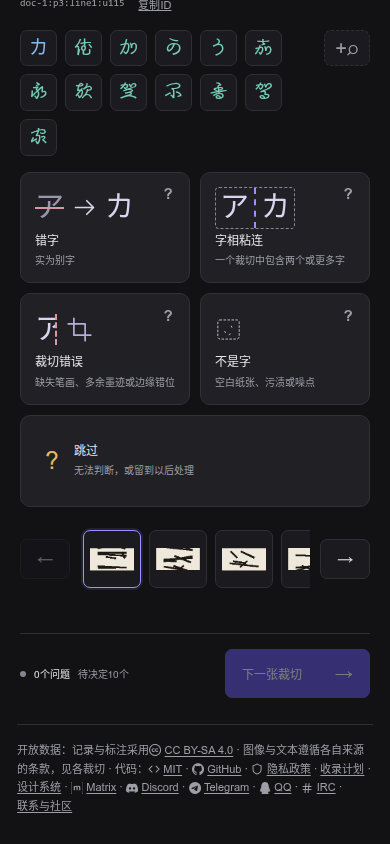 doc-1:p3:line1:u115 复制ID
カ
+
ア → カ ?
错字
实为别字
ア カ ?
字相粘连
一个裁切中包含两个或更多字
ア ?
裁切错误
缺失笔画、多余墨迹或边缘错位
?
不是字
空白纸张、污渍或噪点
? 跳过
无法判断，或留到以后处理
← →
0个问题 待决定10个
下一张裁切 →
开放数据：记录与标注采用 CC BY-SA 4.0 · 图像与文本遵循各自来源
的条款，见各裁切 · 代码： MIT · GitHub · 隐私政策 · 收录计划 ·
设计系统 · [m] Matrix · Discord · Telegram · QQ · IRC ·
联系与社区